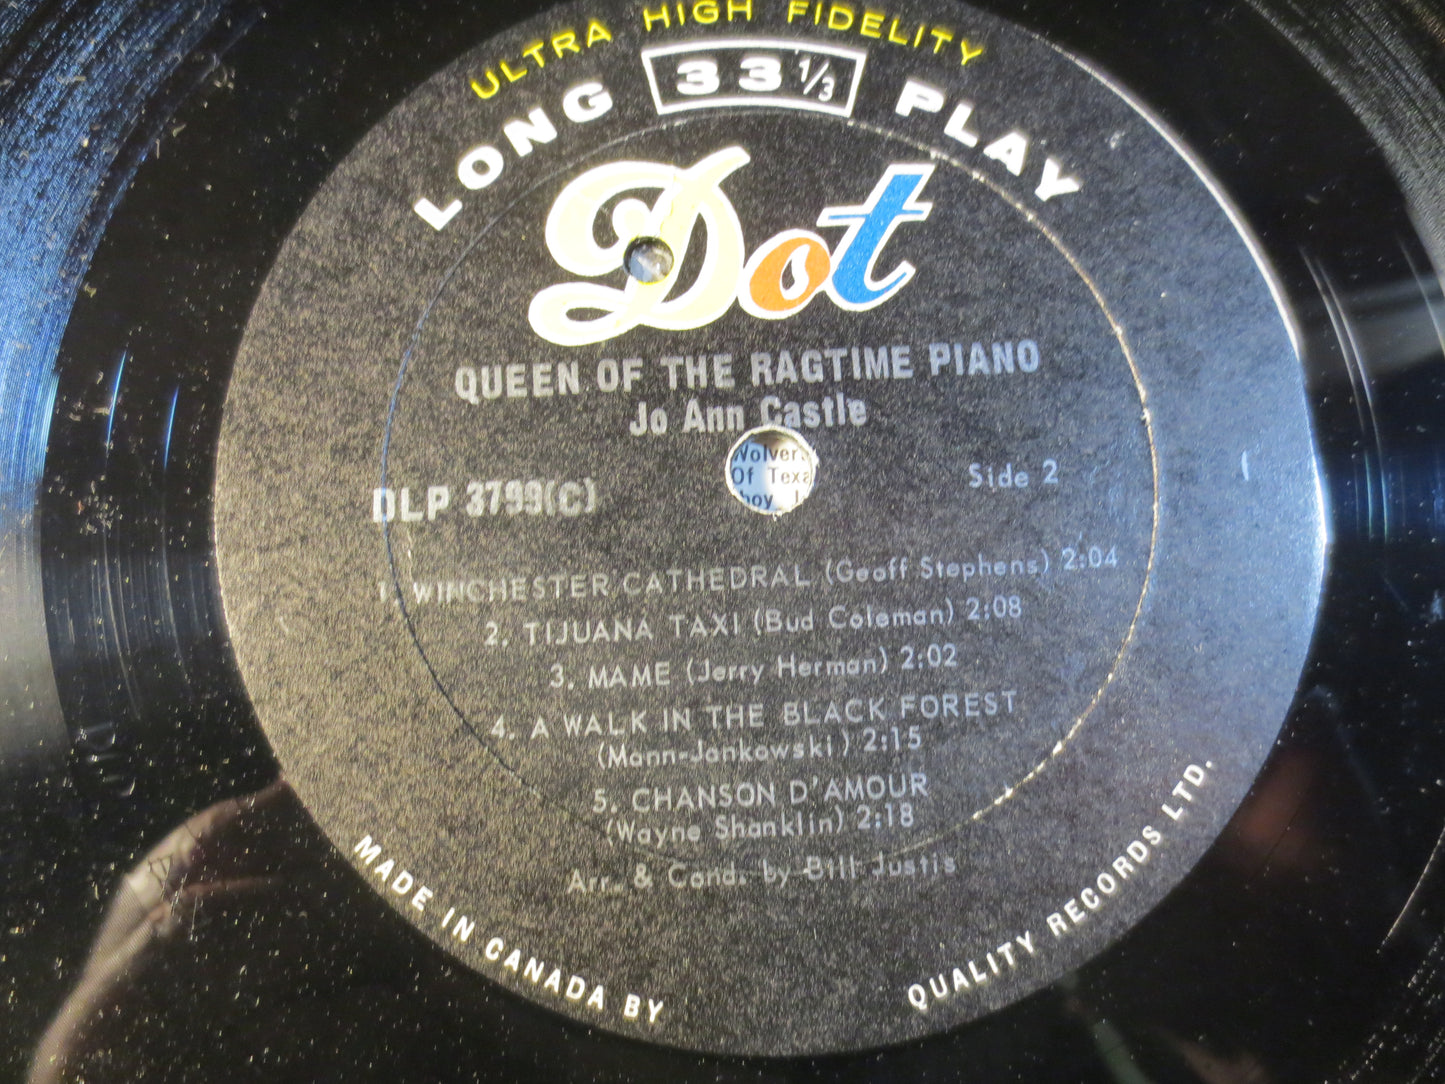 ULTRA HIGH FIDELITY
LONG 33 1/3 PLAY
Dot
QUEEN OF THE RAGTIME PIANO
Jo Ann Castle
Of Texa
DLP 3799(C)
Side 2
1. WINCHESTER CATHEDRAL (Geoff Stephens) 2:04
2. TIJUANA TAXI (Bud Coleman) 2:08
3. MAME (Jerry Herman) 2:02
4. A WALK IN THE BLACK FOREST
(Mann-Jankowski) 2:15
5. CHANSON D'AMOUR
(Wayne Shanklin) 2:18
Arr. & Cond. by Bill Justis
MADE IN CANADA BY QUALITY RECORDS LTD.